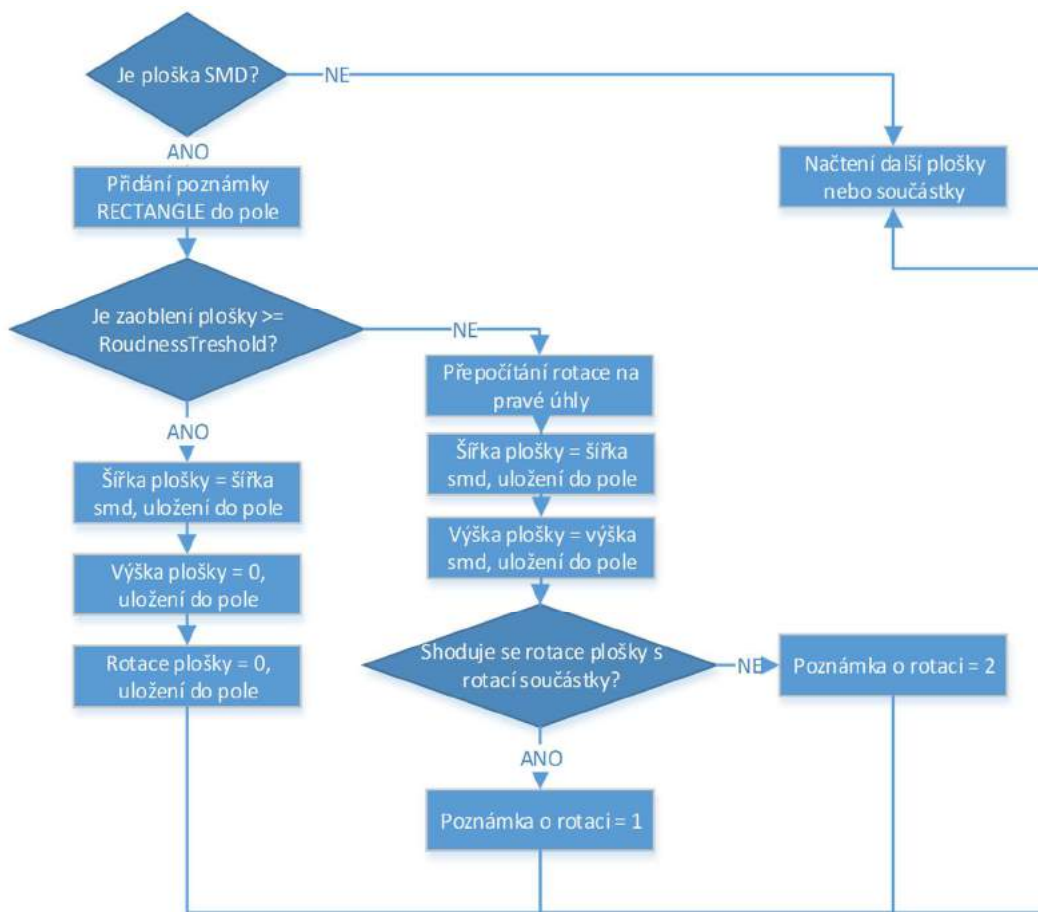 Je ploška SMD?
NE
ANO
Přidání poznámky
RECTANGLE do pole
Načtení další plošky
nebo součástky
Je zaoblení plošky >=
RoudnessTreshold?
NE
ANO
Přepočítání rotace na
pravé úhly
Šířka plošky = šířka
smd, uložení do pole
Výška plošky = výška
smd, uložení do pole
Šířka plošky = šířka
smd, uložení do pole
Výška plošky = 0,
uložení do pole
Rotace plošky = 0,
uložení do pole
Shoduje se rotace plošky s
rotací součástky?
NE
Poznámka o rotaci = 2
ANO
Poznámka o rotaci = 1